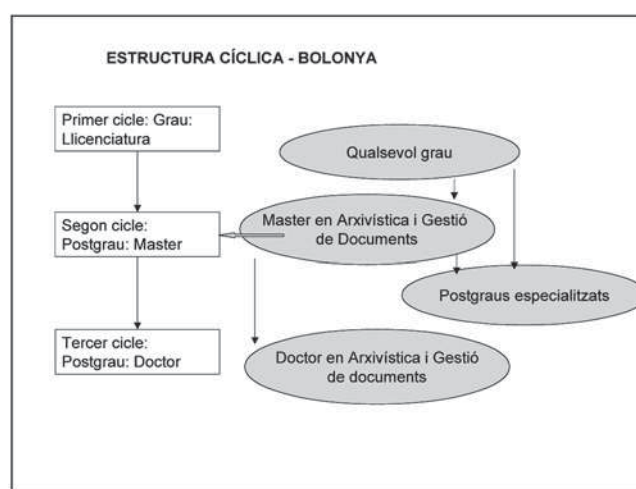 ESTRUCTURA CÍCLICA - BOLONYA
Primer cicle: Grau:
Llicenciatura
Qualsevol grau
Segon cicle:
Postgrau: Master
Master en Arxivística i Gestió
de Documents
Postgraus especialitzats
Tercer cicle:
Postgrau: Doctor
Doctor en Arxivística i Gestió
de documents